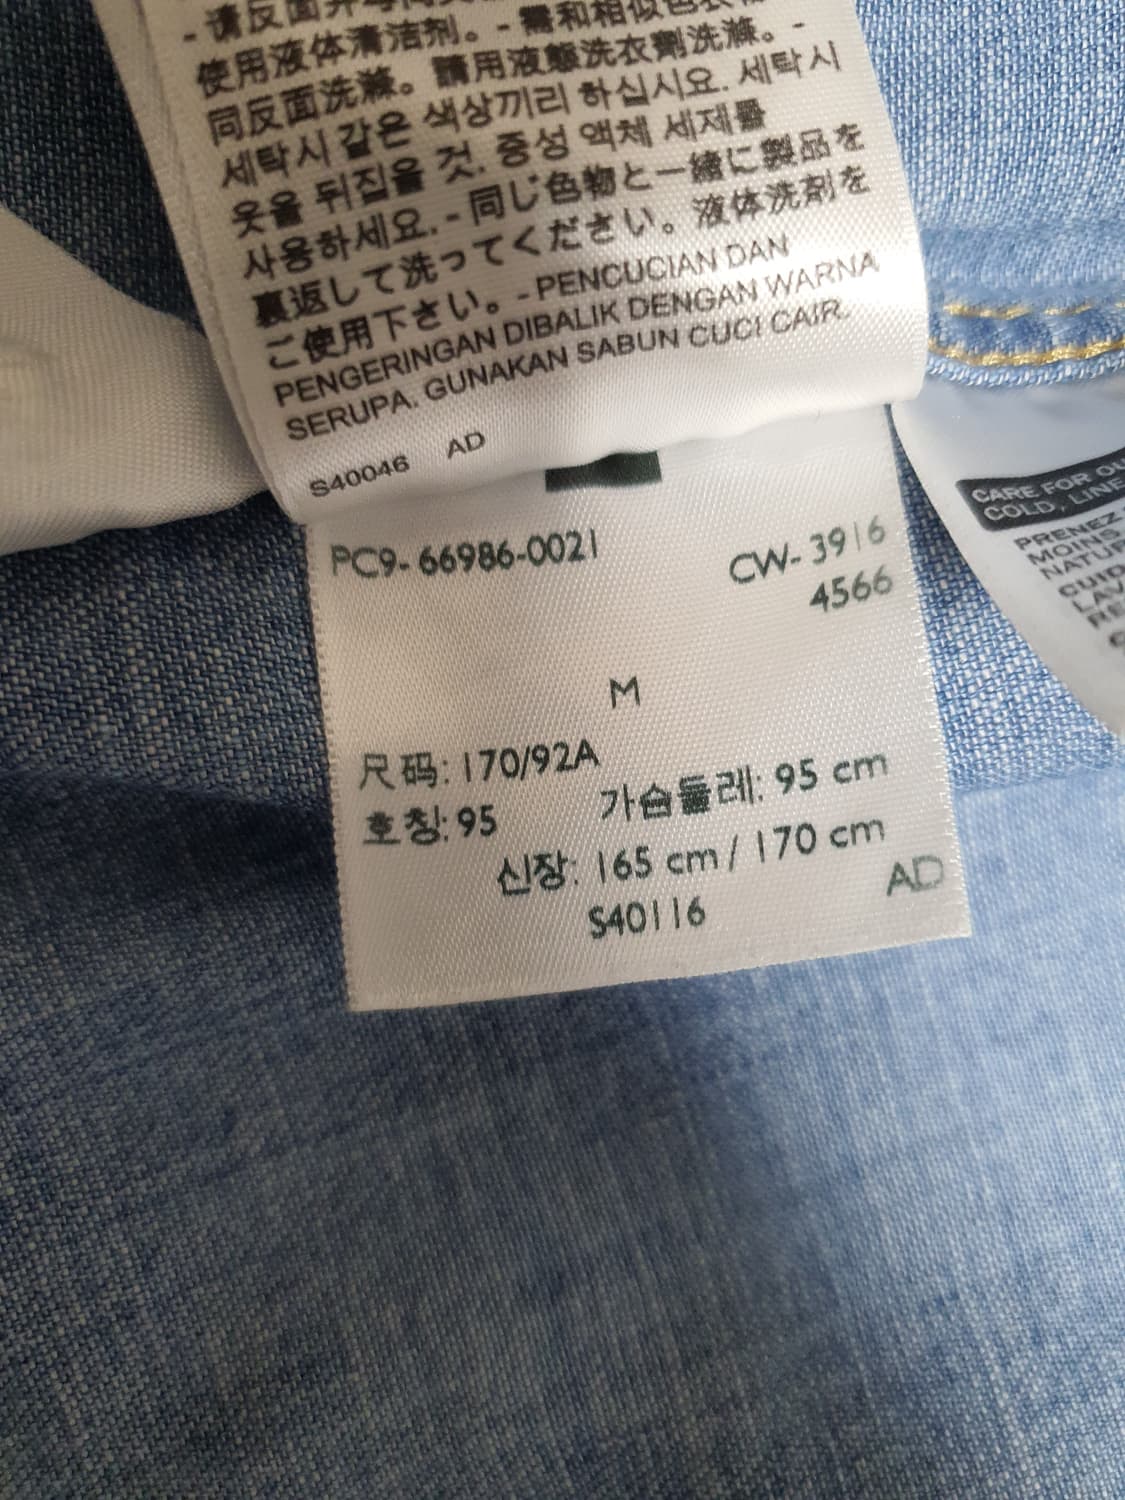 - 请反面
使用液体清洁剂。- 需和相似色衣物
同反面洗滌。請用液態洗衣劑洗滌。 -
세탁시 같은 색상끼리 하십시요. 세탁시
옷을 뒤집을 것. 중성 액체 세제를
사용하세요. - 同じ色物と一緒に製品を
裏返して洗ってください。液体洗剤を
ご使用下さい。- PENCUCIAN DAN
PENGERINGAN DIBALIK DENGAN WARNA
SERUPA. GUNAKAN SABUN CUCI CAIR.
S40046 AD
PC9-66986-0021
CW-3916
4566
M
尺码: 170/92A
호칭: 95 가슴둘레: 95 cm
신장: 165 cm / 170 cm
S40116 AD
CARE FOR
COLD, LINE
PRENEZ
MOINS